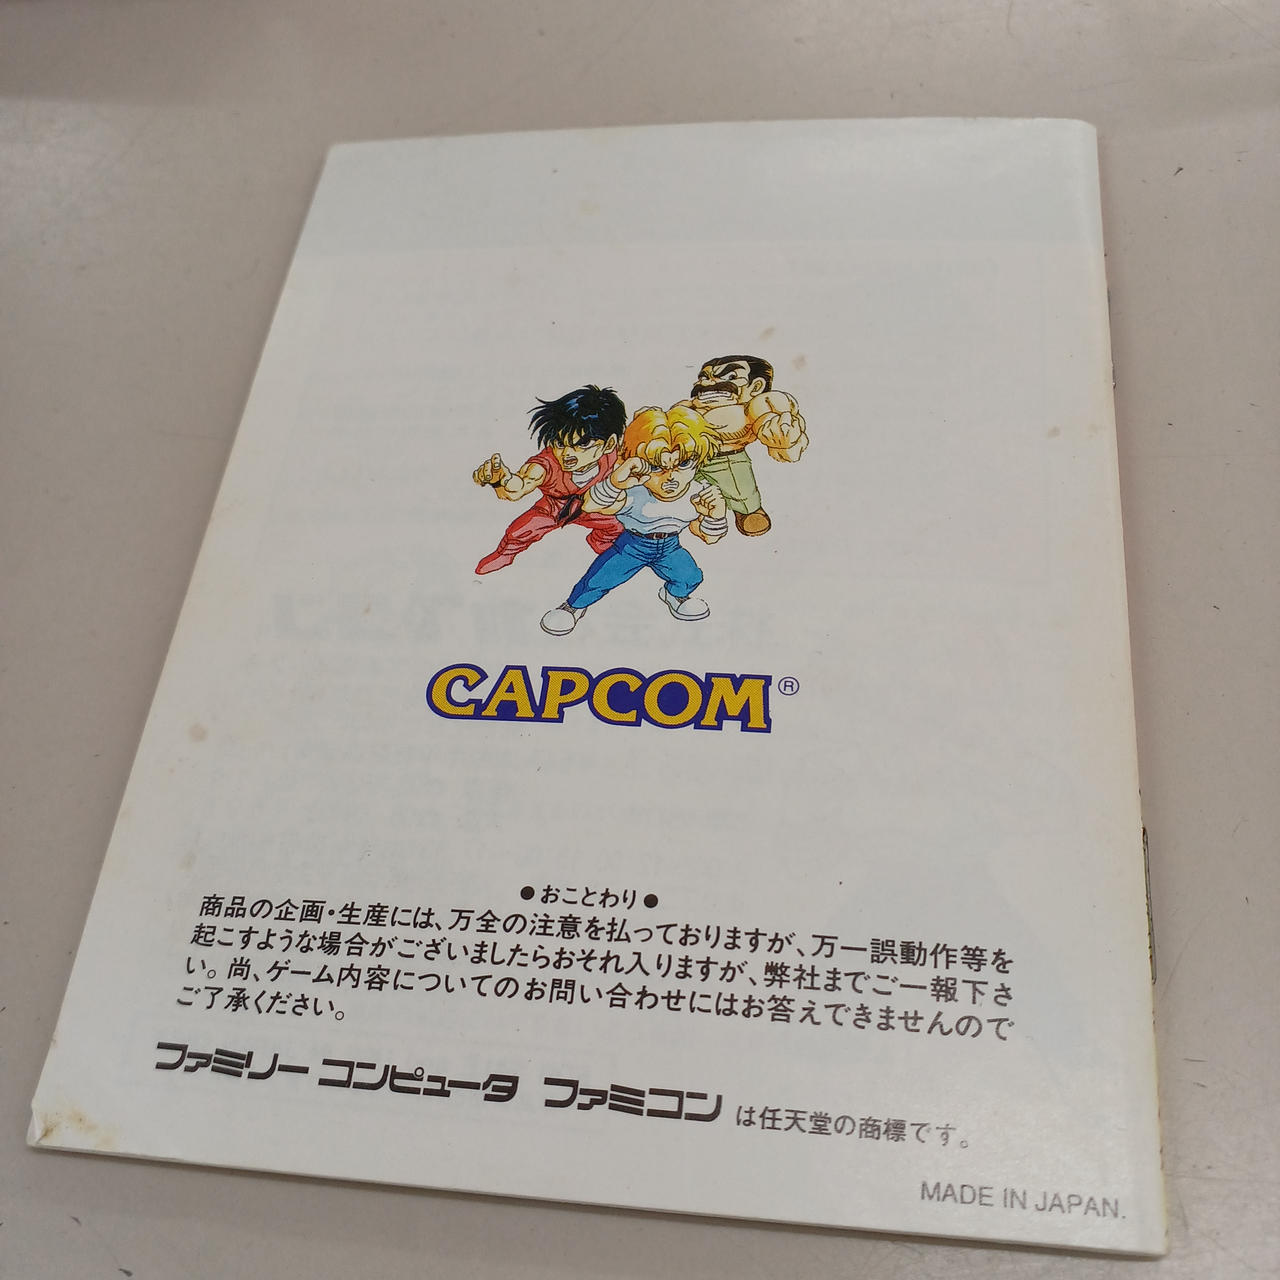 CAPCOM®
●おことわり●
商品の企画・生産には、万全の注意を払っておりますが、万一誤動作等を
起こすような場合がございましたらおそれ入りますが、弊社までご一報下さ
い。尚、ゲーム内容についてのお問い合わせにはお答えできませんので
ご了承ください。
ファミリーコンピュータ ファミコン は任天堂の商標です。
MADE IN JAPAN.